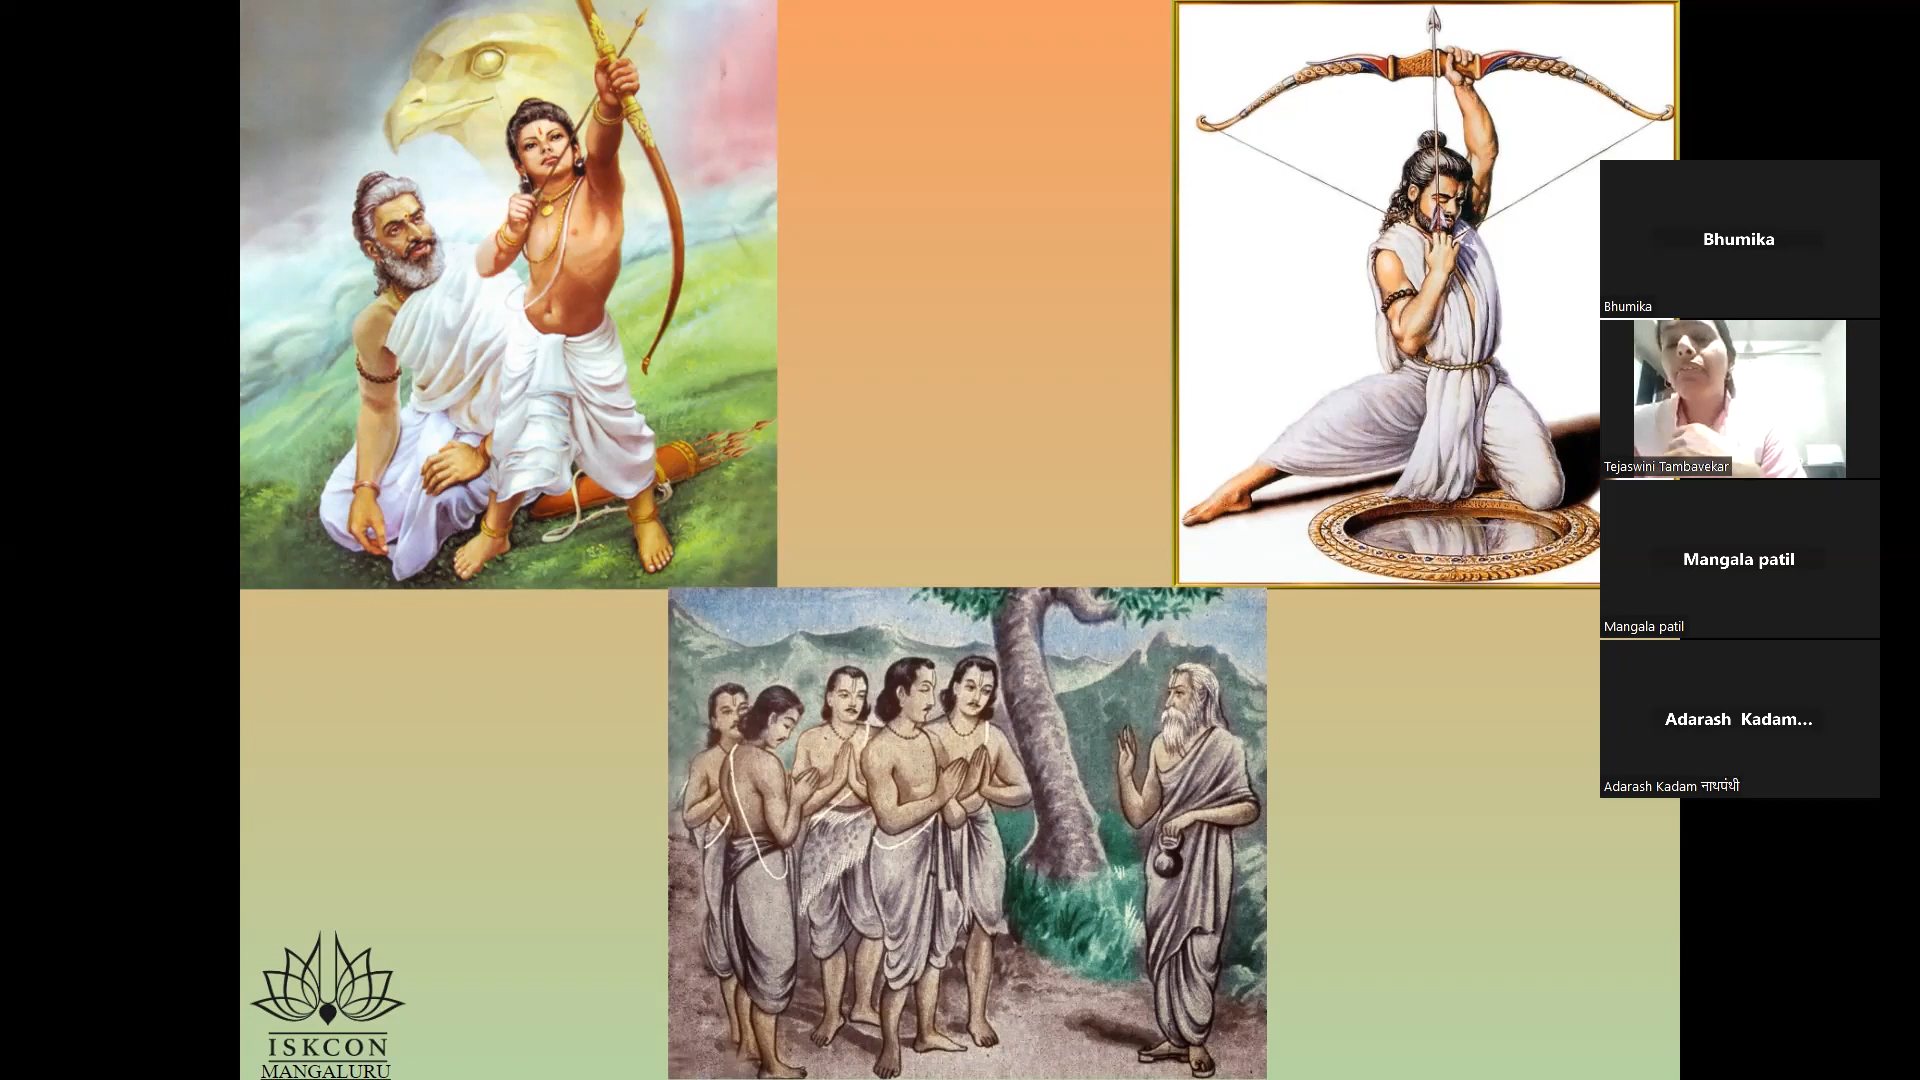 Bhumika
Bhumika
Tejaswini Tambavekar
Mangala patil
Mangala patil
Adarash Kadam...
Adarash Kadam नाथपंथी
ISKCON
MANGALURU